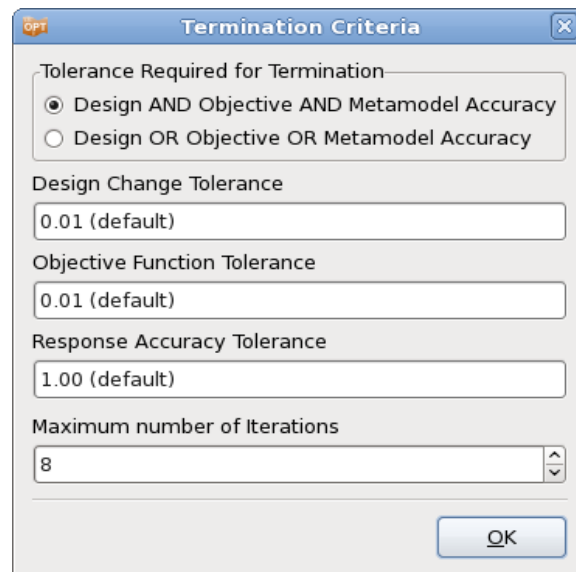 OPT
Termination Criteria
Tolerance Required for Termination
Design AND Objective AND Metamodel Accuracy
Design OR Objective OR Metamodel Accuracy
Design Change Tolerance
0.01 (default)
Objective Function Tolerance
0.01 (default)
Response Accuracy Tolerance
1.00 (default)
Maximum number of Iterations
8
OK